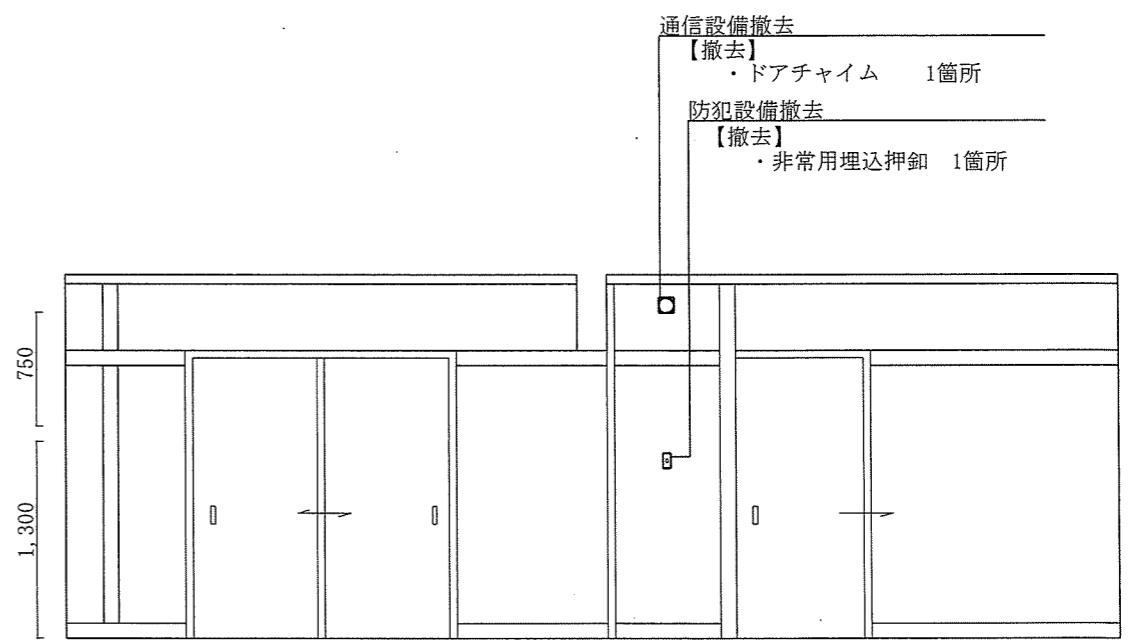 通信設備撤去
【撤去】
・ドアチャイム　　1箇所
防犯設備撤去
【撤去】
・非常用埋込押釦　1箇所
750
1,300